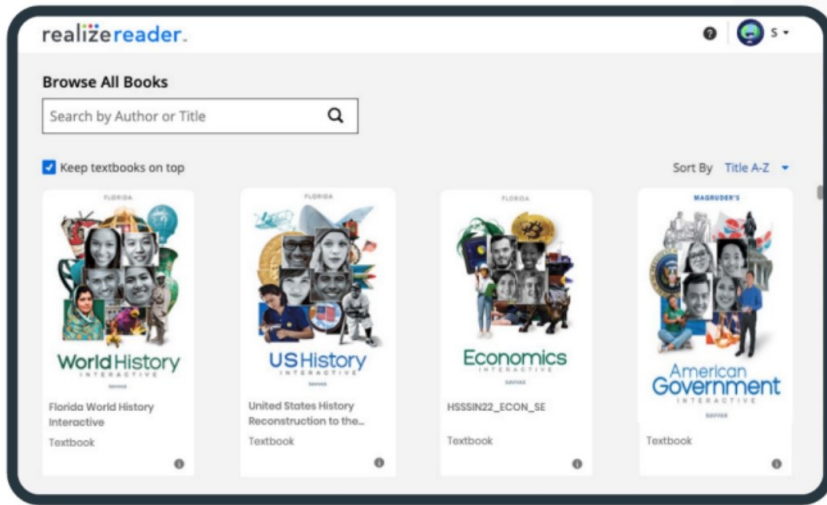 realizereader™
S
Browse All Books
Search by Author or Title
Keep textbooks on top
Sort By Title A-Z
FLORIDA
World History
INTERACTIVE
SAVVAS
Florida World History
Interactive
Textbook
FLORIDA
US History
INTERACTIVE
SAVVAS
United States History
Reconstruction to the...
Textbook
FLORIDA
Economics
INTERACTIVE
SAVVAS
HSSSIN22_ECON_SE
Textbook
MAGRUDER'S
American
Government
INTERACTIVE
SAVVAS
Textbook